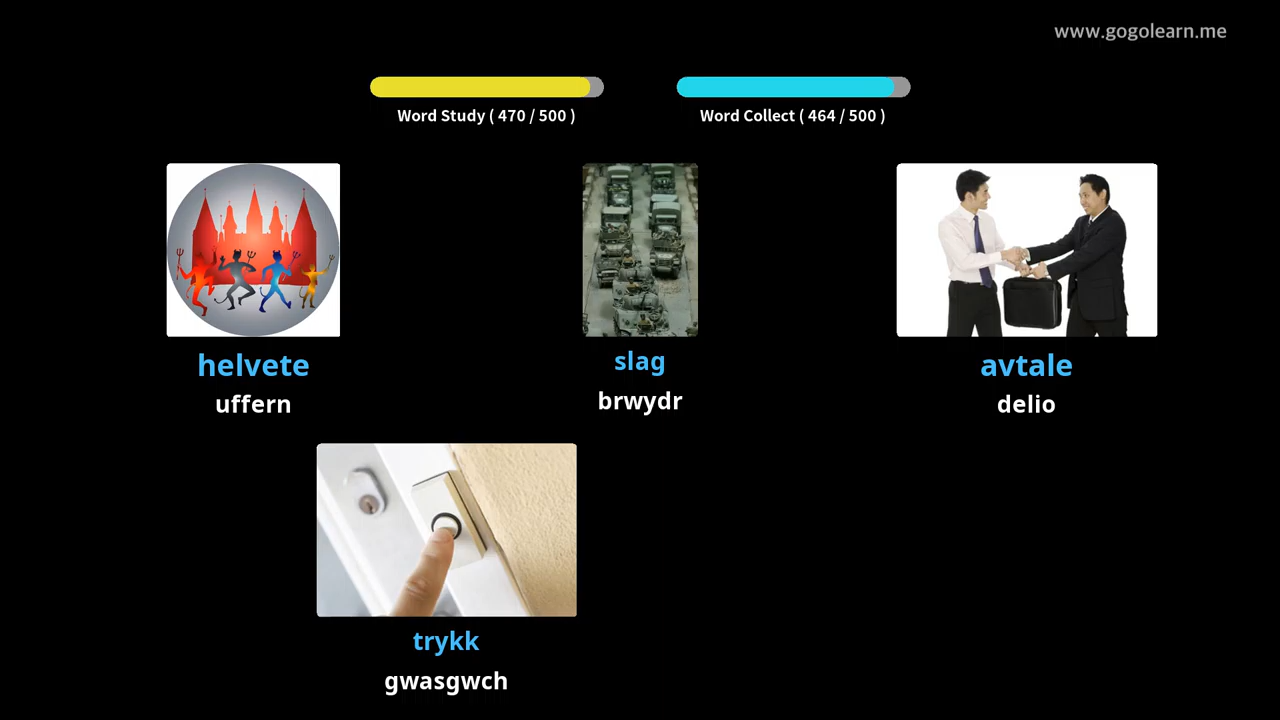 www.gogolearn.me
Word Study ( 470 / 500 )
Word Collect ( 464 / 500 )
helvete
uffern
slag
brwydr
avtale
delio
trykk
gwasgwch